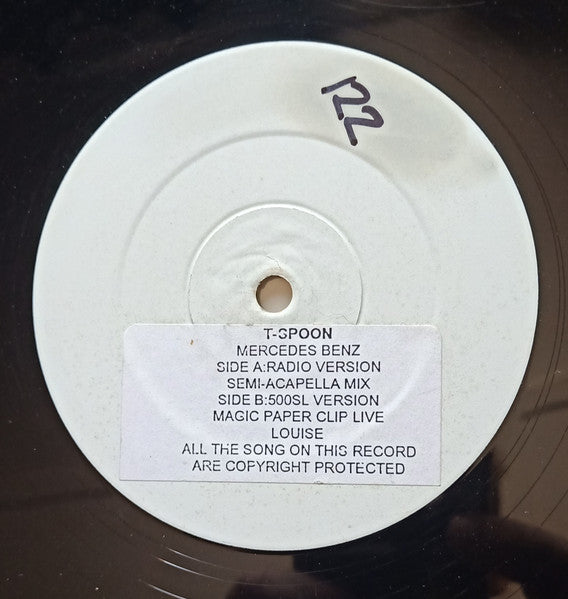 122
T-SPOON
MERCEDES BENZ
SIDE A:RADIO VERSION
SEMI-ACAPELLA MIX
SIDE B:500SL VERSION
MAGIC PAPER CLIP LIVE
LOUISE
ALL THE SONG ON THIS RECORD
ARE COPYRIGHT PROTECTED